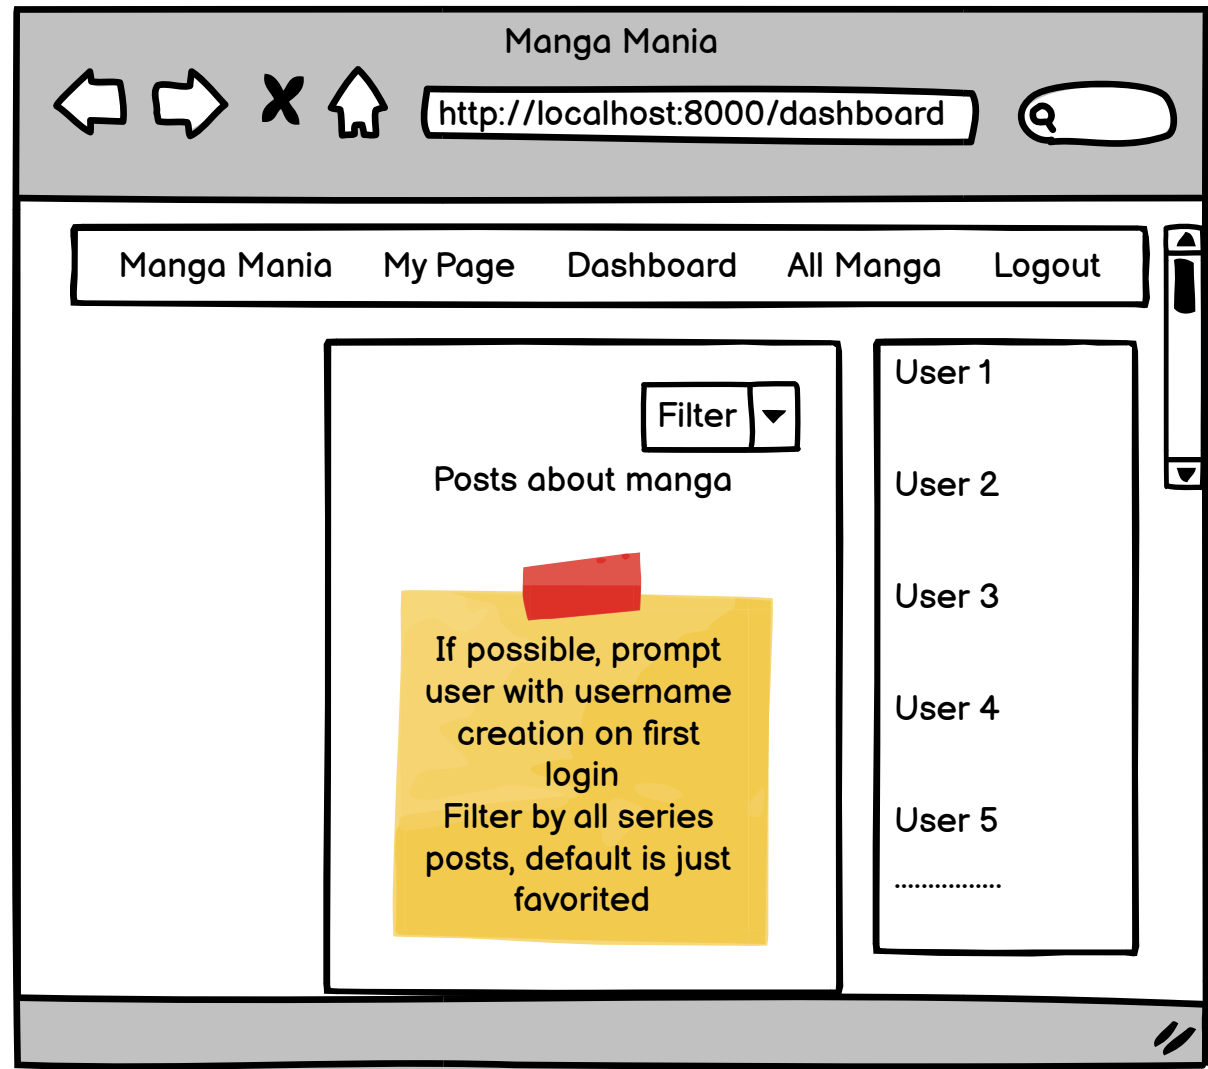 Manga Mania
http://localhost:8000/dashboard
Manga Mania My Page Dashboard All Manga Logout
Filter
Posts about manga
If possible, prompt
user with username
creation on first
login
Filter by all series
posts, default is just
favorited
User 1
User 2
User 3
User 4
User 5
................